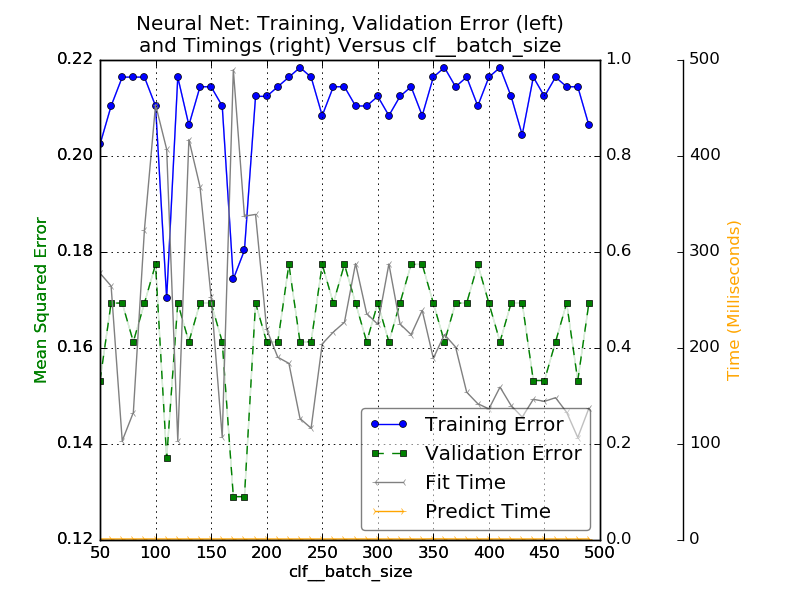 Neural Net: Training, Validation Error (left)
and Timings (right) Versus clf__batch_size
0.22
0.20
0.18
0.16
0.14
0.12
Mean Squared Error
1.0
0.8
0.6
0.4
0.2
0.0
500
400
300
200
100
0
Time (Milliseconds)
Training Error
Validation Error
Fit Time
Predict Time
50 100 150 200 250 300 350 400 450 500
clf__batch_size